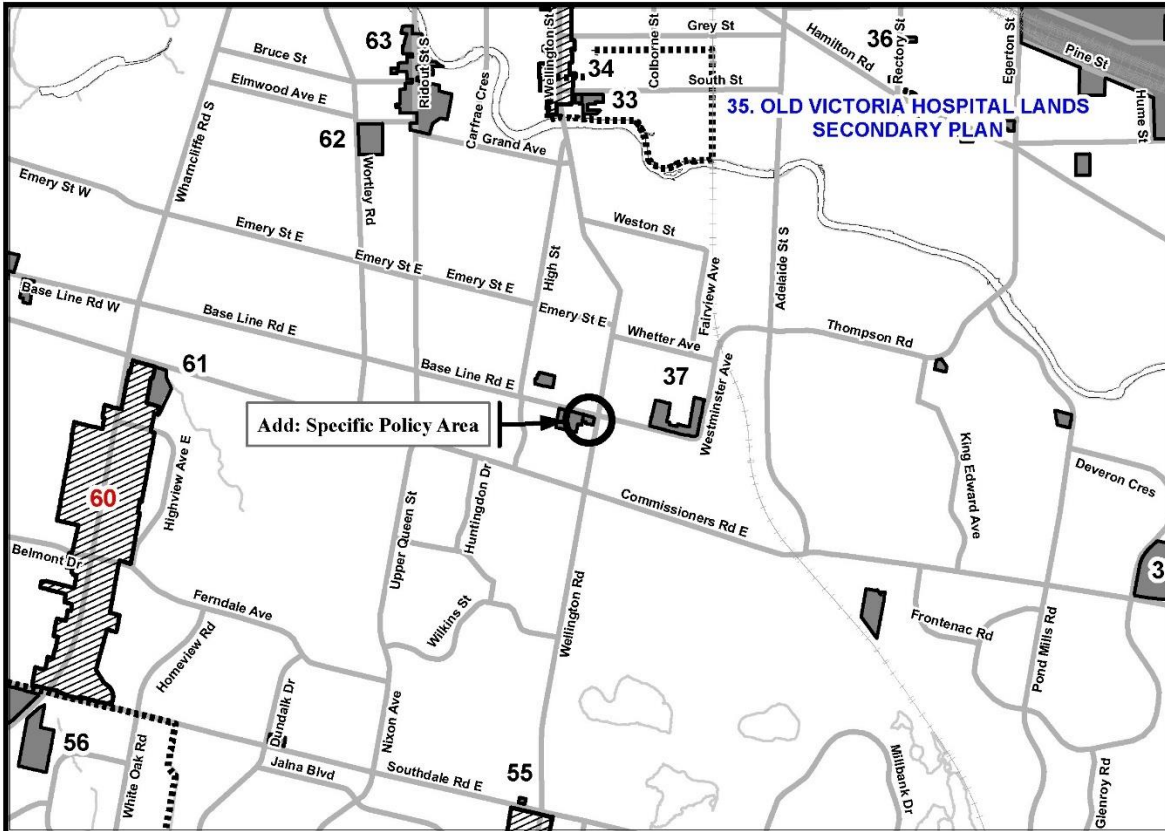 63
Bruce St
Ridout St S
Elmwood Ave E
62
Wortley Rd
Carfrae Cres
Grand Ave
Wharncliffe Rd S
Wellington St
34
33
Grey St
Colborne St
South St
Hamilton Rd
36
Rectory St
Egerton St
Pine St
Hume St
35. OLD VICTORIA HOSPITAL LANDS
SECONDARY PLAN
Emery St W
Emery St E
Emery St E
Emery St E
Emery St E
High St
Weston St
Fairview Ave
Adelaide St S
Whetter Ave
Thompson Rd
Base Line Rd W
Base Line Rd E
Base Line Rd E
61
37
Westminster Ave
Add: Specific Policy Area
King Edward Ave
Deveron Cres
60
Highview Ave E
Upper Queen St
Huntingdon Dr
Commissioners Rd E
Belmont Dr
Ferndale Ave
Homeview Rd
Wilkins St
Wellington Rd
Frontenac Rd
Pond Mills Rd
3
Dundalk Dr
Nixon Ave
56
White Oak Rd
Jalna Blvd
Southdale Rd E
55
Millbank Dr
Glenroy Rd